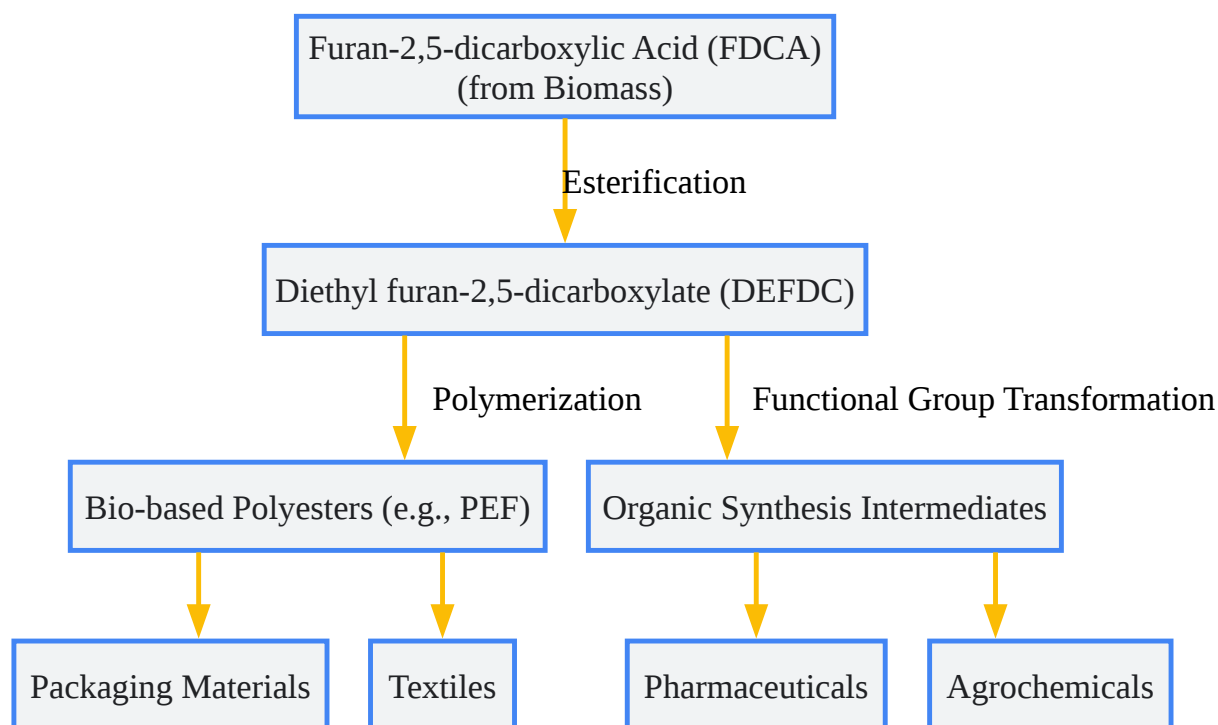 Furan-2,5-dicarboxylic Acid (FDCA)
(from Biomass)
Esterification
Diethyl furan-2,5-dicarboxylate (DEFDC)
Polymerization
Functional Group Transformation
Bio-based Polyesters (e.g., PEF)
Organic Synthesis Intermediates
Packaging Materials
Textiles
Pharmaceuticals
Agrochemicals